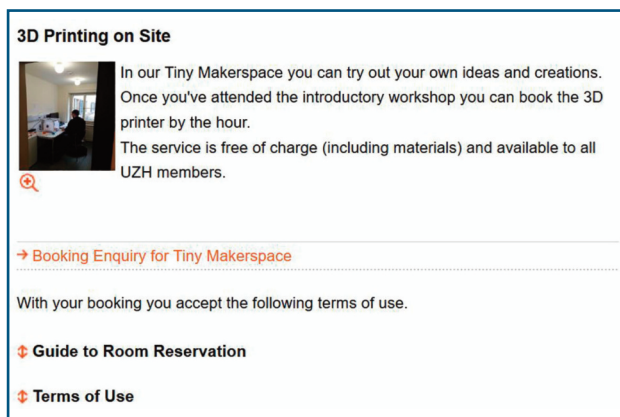 3D Printing on Site
In our Tiny Makerspace you can try out your own ideas and creations.
Once you've attended the introductory workshop you can book the 3D
printer by the hour.
The service is free of charge (including materials) and available to all
UZH members.
Booking Enquiry for Tiny Makerspace
With your booking you accept the following terms of use.
Guide to Room Reservation
Terms of Use